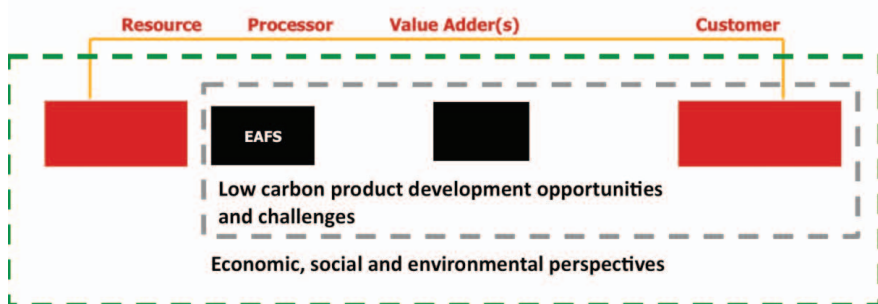 Resource Processor Value Adder(s) Customer
EAFS
Low carbon product development opportunities
and challenges
Economic, social and environmental perspectives